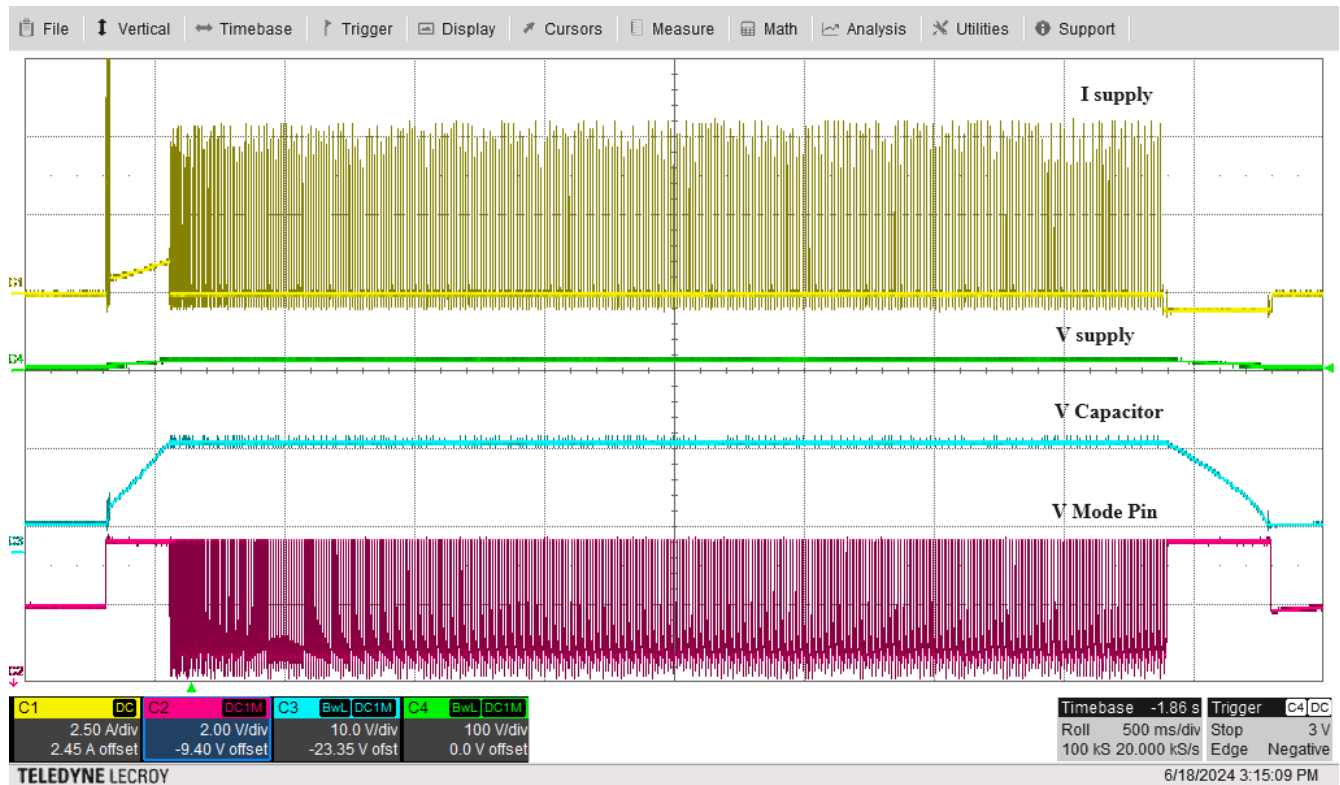 File Vertical Timebase Trigger Display Cursors Measure Math Analysis Utilities Support
I supply
C1
V supply
C4
V Capacitor
V Mode Pin
C3
C2
C1 DC C2 DC1M C3 BwL DC1M C4 BwL DC1M
2.50 A/div 2.00 V/div 10.0 V/div 100 V/div
2.45 A offset -9.40 V offset -23.35 V ofst 0.0 V offset
Timebase -1.86 s Trigger C4 DC
Roll 500 ms/div Stop 3 V
100 kS 20.000 kS/s Edge Negative
TELEDYNE LECROY
6/18/2024 3:15:09 PM